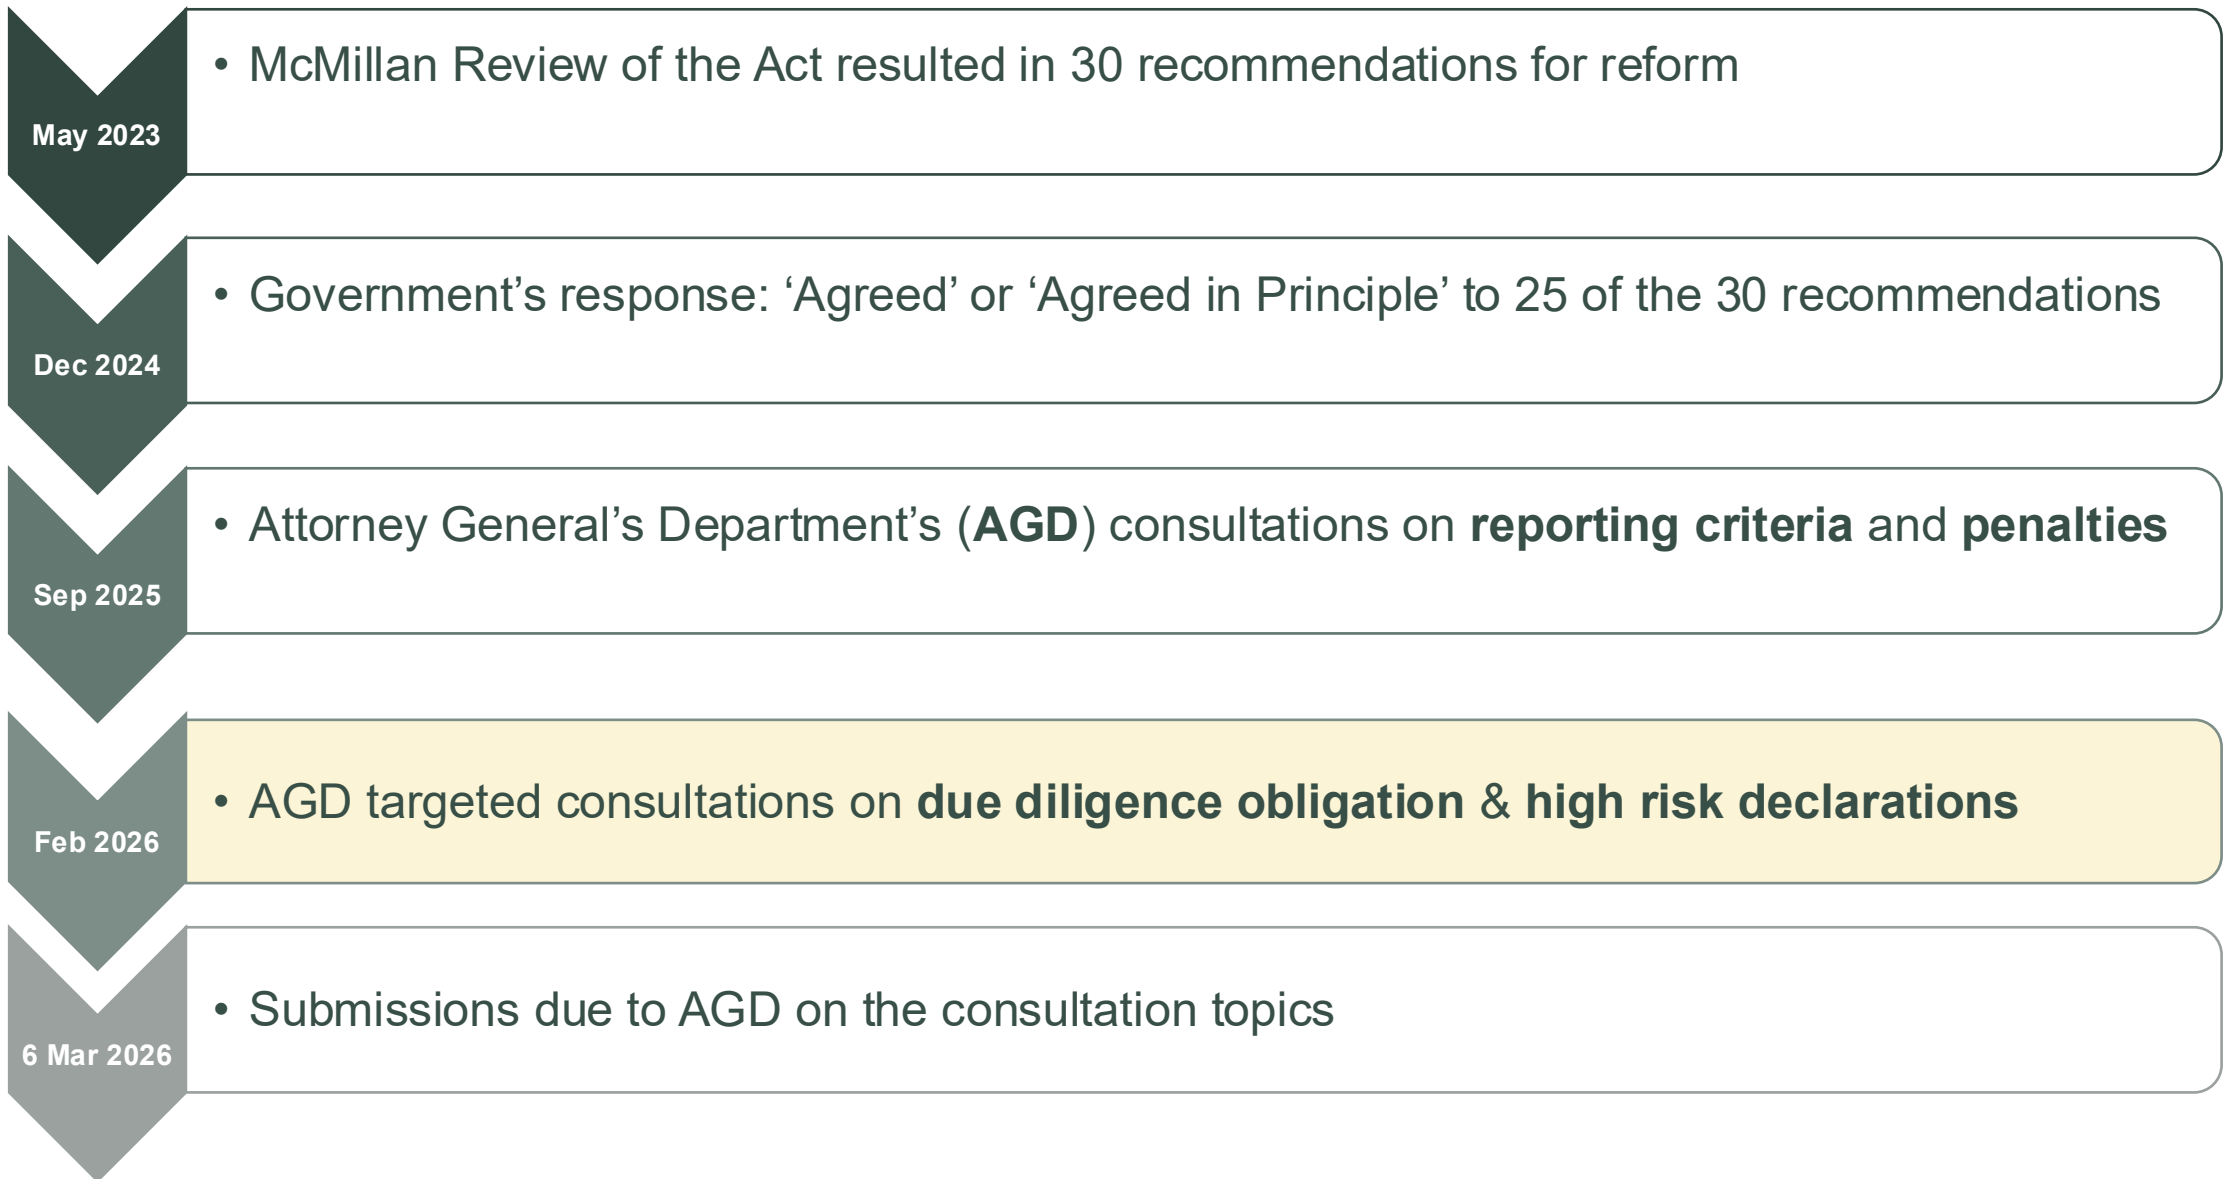 May 2023
• McMillan Review of the Act resulted in 30 recommendations for reform
Dec 2024
• Government’s response: ‘Agreed’ or ‘Agreed in Principle’ to 25 of the 30 recommendations
Sep 2025
• Attorney General’s Department’s (AGD) consultations on reporting criteria and penalties
Feb 2026
• AGD targeted consultations on due diligence obligation & high risk declarations
6 Mar 2026
• Submissions due to AGD on the consultation topics